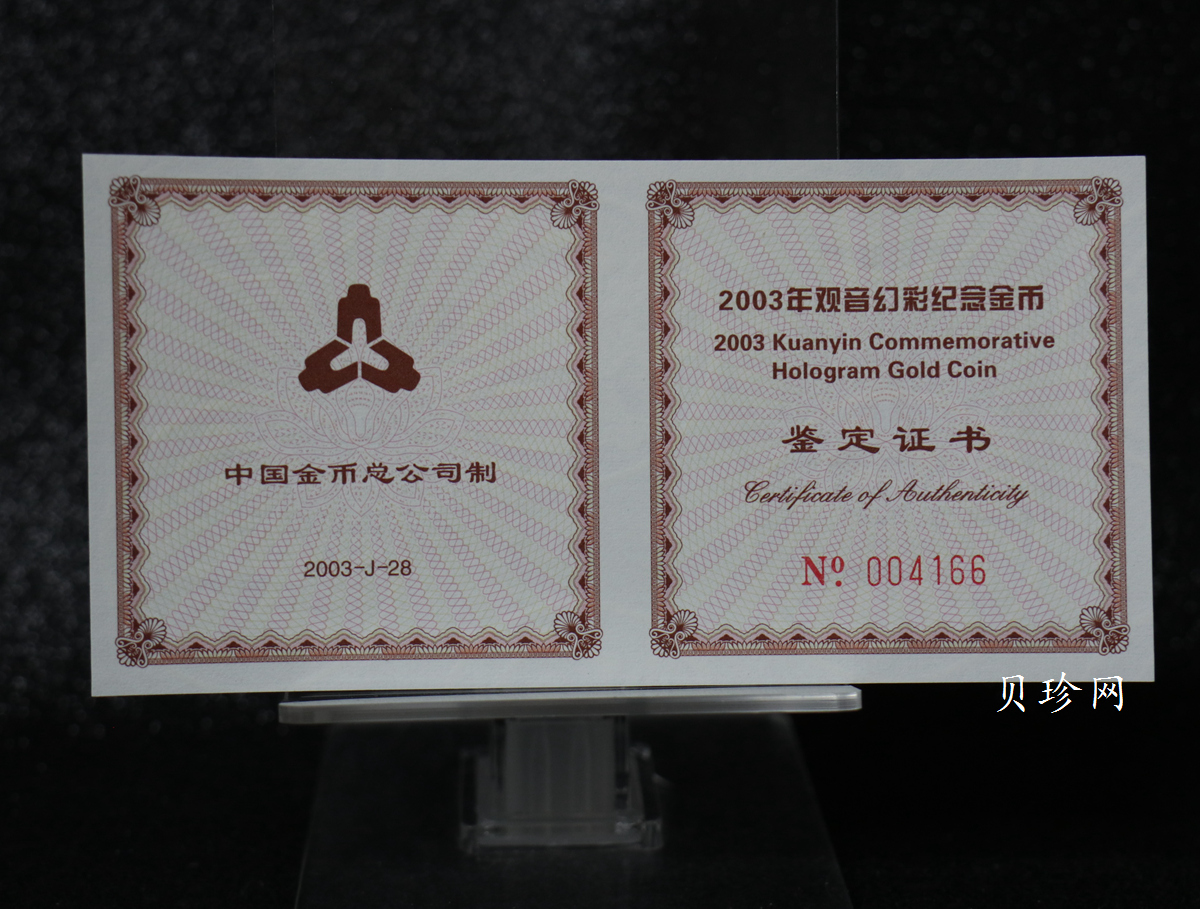 中国金币总公司制
2003-J-28
2003年观音幻彩纪念金币
2003 Kuanyin Commemorative
Hologram Gold Coin
鉴定证书
Certificate of Authenticity
Nº 004166
贝珍网